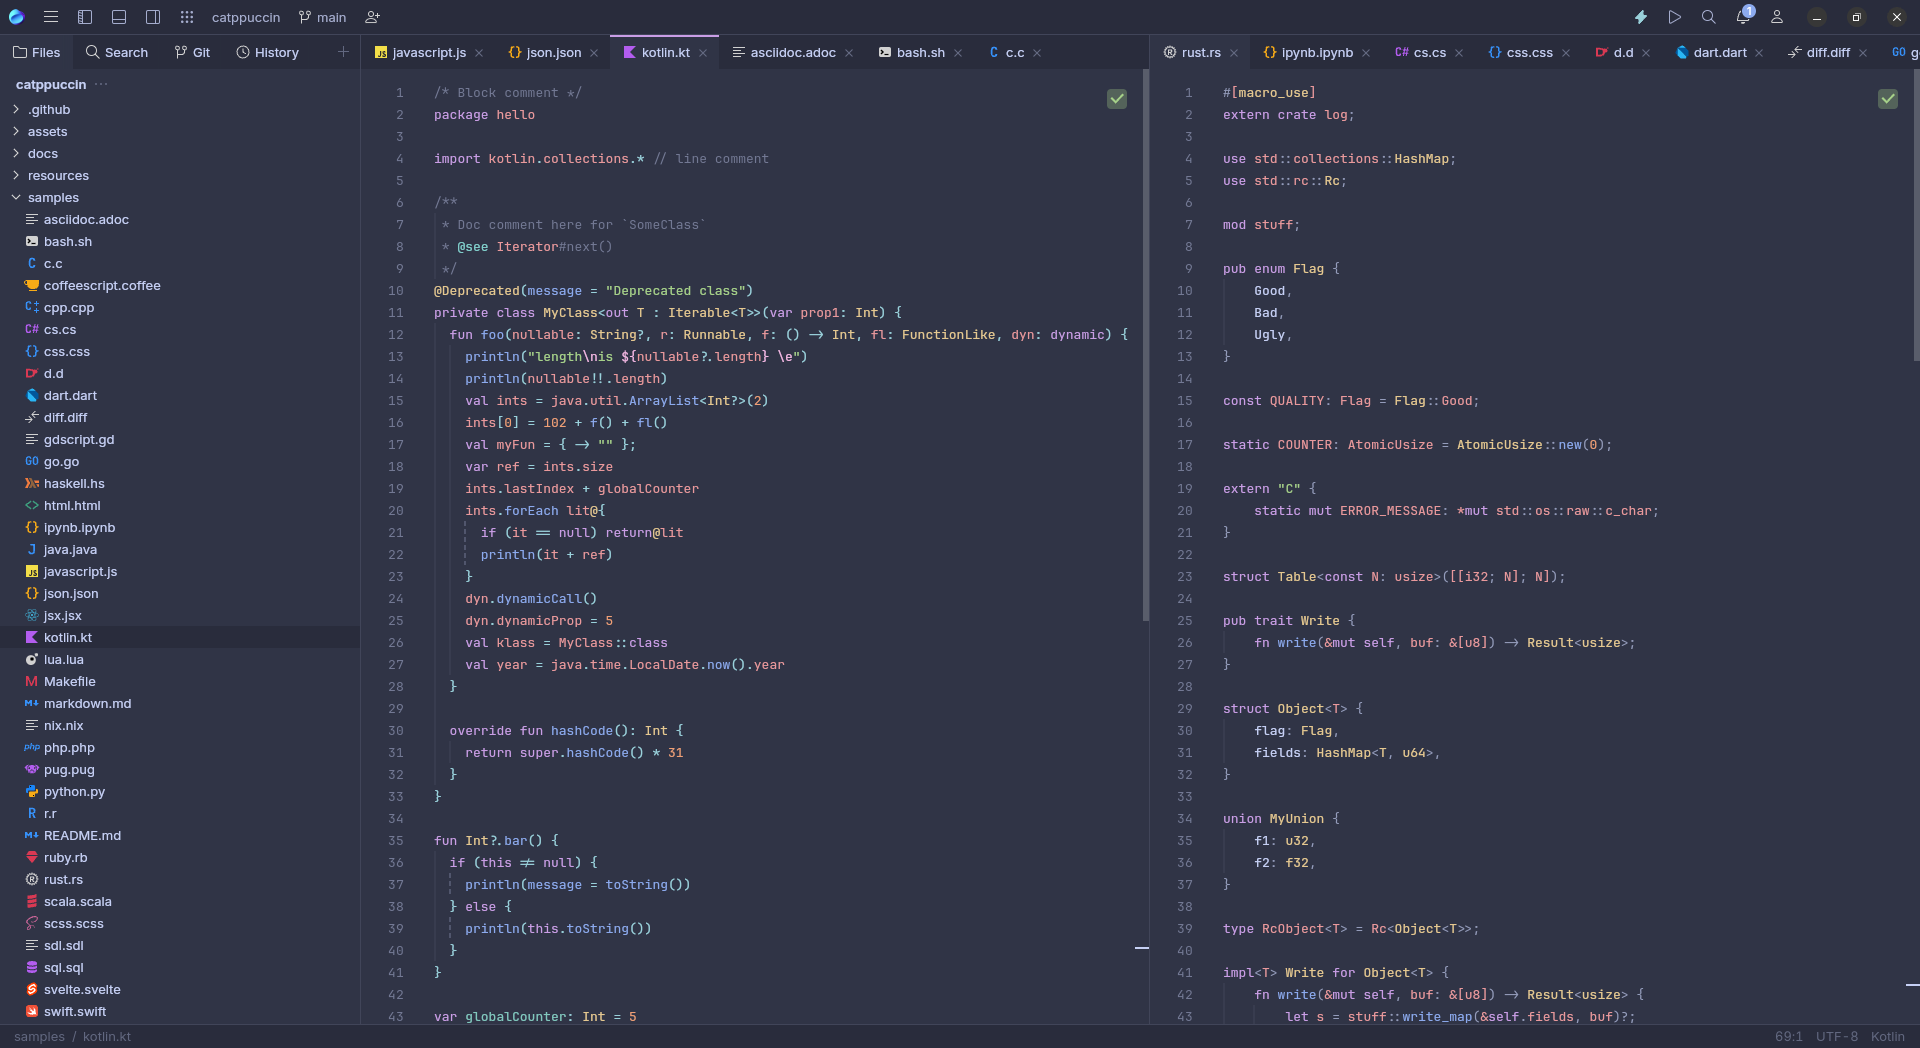 catppuccin main 1
Files Search Git History
catppuccin ...
.github
assets
docs
resources
samples
asciidoc.adoc
bash.sh
C c.c
coffeescript.coffee
cpp.cpp
C# cs.cs
{} css.css
d.d
dart.dart
diff.diff
gdscript.gd
GO go.go
haskell.hs
<> html.html
{} ipynb.ipynb
J java.java
JS javascript.js
{} json.json
jsx.jsx
kotlin.kt
lua.lua
M Makefile
M+ markdown.md
nix.nix
php php.php
pug.pug
python.py
R r.r
M+ README.md
ruby.rb
rust.rs
scala.scala
scss.scss
sdl.sdl
sql.sql
svelte.svelte
swift.swift
JS javascript.js {} json.json kotlin.kt asciidoc.adoc bash.sh C c.c
1 /* Block comment */
2 package hello
3
4 import kotlin.collections.* // line comment
5
6 /**
7 * Doc comment here for `SomeClass`
8 * @see Iterator#next()
9 */
10 @Deprecated(message = "Deprecated class")
11 private class MyClass<out T : Iterable<T>>(var prop1: Int) {
12 fun foo(nullable: String?, r: Runnable, f: () -> Int, fl: FunctionLike, dyn: dynamic) {
13 println("length\nis ${nullable?.length} \e")
14 println(nullable!!.length)
15 val ints = java.util.ArrayList<Int?>(2)
16 ints[0] = 102 + f() + fl()
17 val myFun = { -> "" };
18 var ref = ints.size
19 ints.lastIndex + globalCounter
20 ints.forEach lit@{
21 if (it == null) return@lit
22 println(it + ref)
23 }
24 dyn.dynamicCall()
25 dyn.dynamicProp = 5
26 val klass = MyClass::class
27 val year = java.time.LocalDate.now().year
28 }
29
30 override fun hashCode(): Int {
31 return super.hashCode() * 31
32 }
33 }
34
35 fun Int?.bar() {
36 if (this != null) {
37 println(message = toString())
38 } else {
39 println(this.toString())
40 }
41 }
42
43 var globalCounter: Int = 5
rust.rs {} ipynb.ipynb C# cs.cs {} css.css d.d dart.dart diff.diff GO g
1 #[macro_use]
2 extern crate log;
3
4 use std::collections::HashMap;
5 use std::rc::Rc;
6
7 mod stuff;
8
9 pub enum Flag {
10 Good,
11 Bad,
12 Ugly,
13 }
14
15 const QUALITY: Flag = Flag::Good;
16
17 static COUNTER: AtomicUsize = AtomicUsize::new(0);
18
19 extern "C" {
20 static mut ERROR_MESSAGE: *mut std::os::raw::c_char;
21 }
22
23 struct Table<const N: usize>([[i32; N]; N]);
24
25 pub trait Write {
26 fn write(&mut self, buf: &[u8]) -> Result<usize>;
27 }
28
29 struct Object<T> {
30 flag: Flag,
31 fields: HashMap<T, u64>,
32 }
33
34 union MyUnion {
35 f1: u32,
36 f2: f32,
37 }
38
39 type RcObject<T> = Rc<Object<T>>;
40
41 impl<T> Write for Object<T> {
42 fn write(&mut self, buf: &[u8]) -> Result<usize> {
43 let s = stuff::write_map(&self.fields, buf)?;
samples / kotlin.kt 69:1 UTF-8 Kotlin